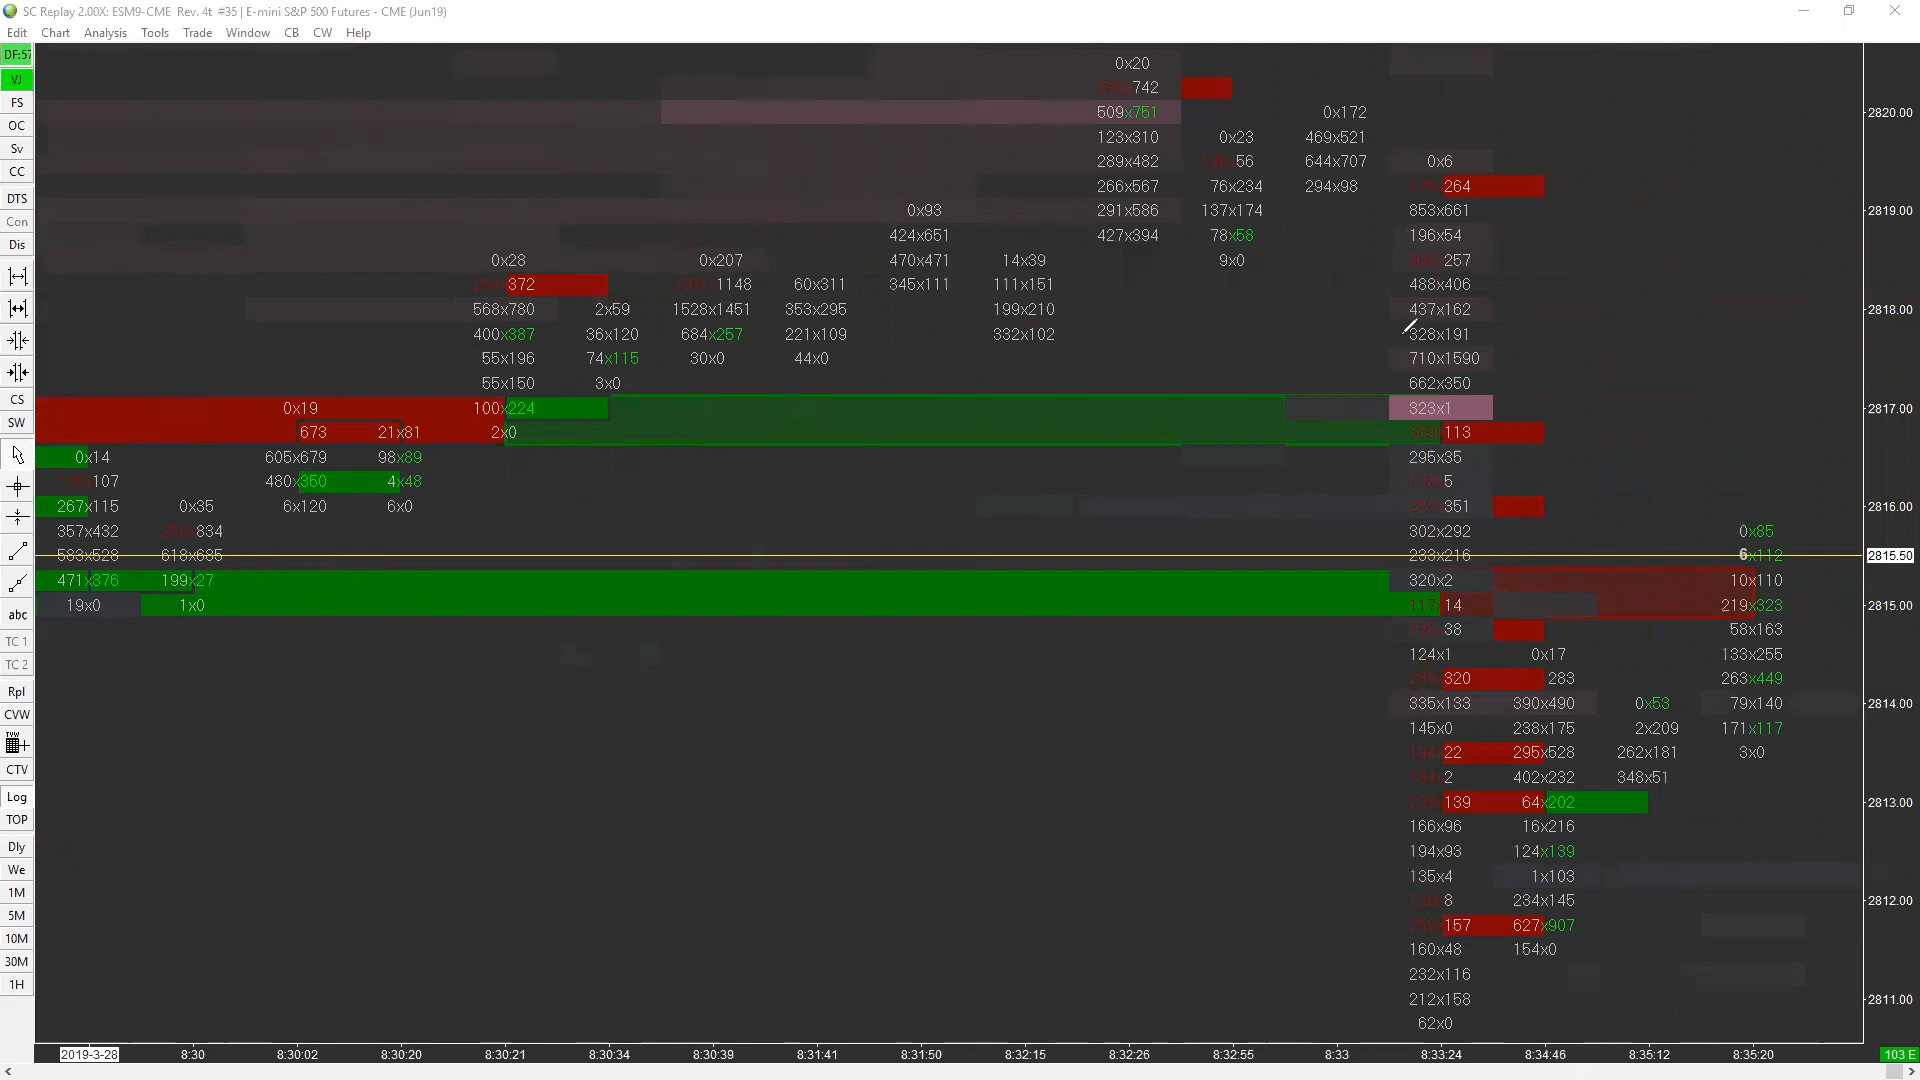 SC Replay 2.00X: ESM9-CME  Rev. 4t  #35 | E-mini S&P 500 Futures - CME (Jun19)
Edit Chart Analysis Tools Trade Window CB CW Help
DF:57
VJ
FS
OC
Sv
CC
DTS
Con
Dis
CS
SW
abc
TC 1
TC 2
Rpl
CVW
TVW
CTV
Log
TOP
Dly
We
1M
5M
10M
30M
1H
0x20
742
509x751 0x172 2820.00
123x310 0x23 469x521
289x482 56 644x707 0x6
266x567 76x234 294x98 264
0x93 291x586 137x174 853x661 2819.00
424x651 427x394 78x58 196x54
0x28 0x207 470x471 14x39 9x0 257
372 1148 60x311 345x111 111x151 488x406
568x780 2x59 1528x1451 353x295 199x210 437x162 2818.00
400x387 36x120 684x257 221x109 332x102 328x191
55x196 74x115 30x0 44x0 710x1590
55x150 3x0 662x350
0x19 100x224 323x1 2817.00
673 21x81 2x0 113
0x14 605x679 98x89 295x35
107 480x350 4x48 5
267x115 0x35 6x120 6x0 351 2816.00
357x432 834 302x292 0x85
583x528 618x685 233x216 6x112 2815.50
471x376 199x27 320x2 10x110
19x0 1x0 14 219x323 2815.00
38 58x163
124x1 0x17 133x255
320 283 263x449
335x133 390x490 0x53 79x140 2814.00
145x0 238x175 2x209 171x117
22 295x528 262x181 3x0
2 402x232 348x51
139 64x202 2813.00
166x96 16x216
194x93 124x139
135x4 1x103
8 234x145 2812.00
157 627x907
160x48 154x0
232x116
212x158 2811.00
62x0
2019-3-28 8:30 8:30:02 8:30:20 8:30:21 8:30:34 8:30:39 8:31:41 8:31:50 8:32:15 8:32:26 8:32:55 8:33 8:33:24 8:34:46 8:35:12 8:35:20 103 E